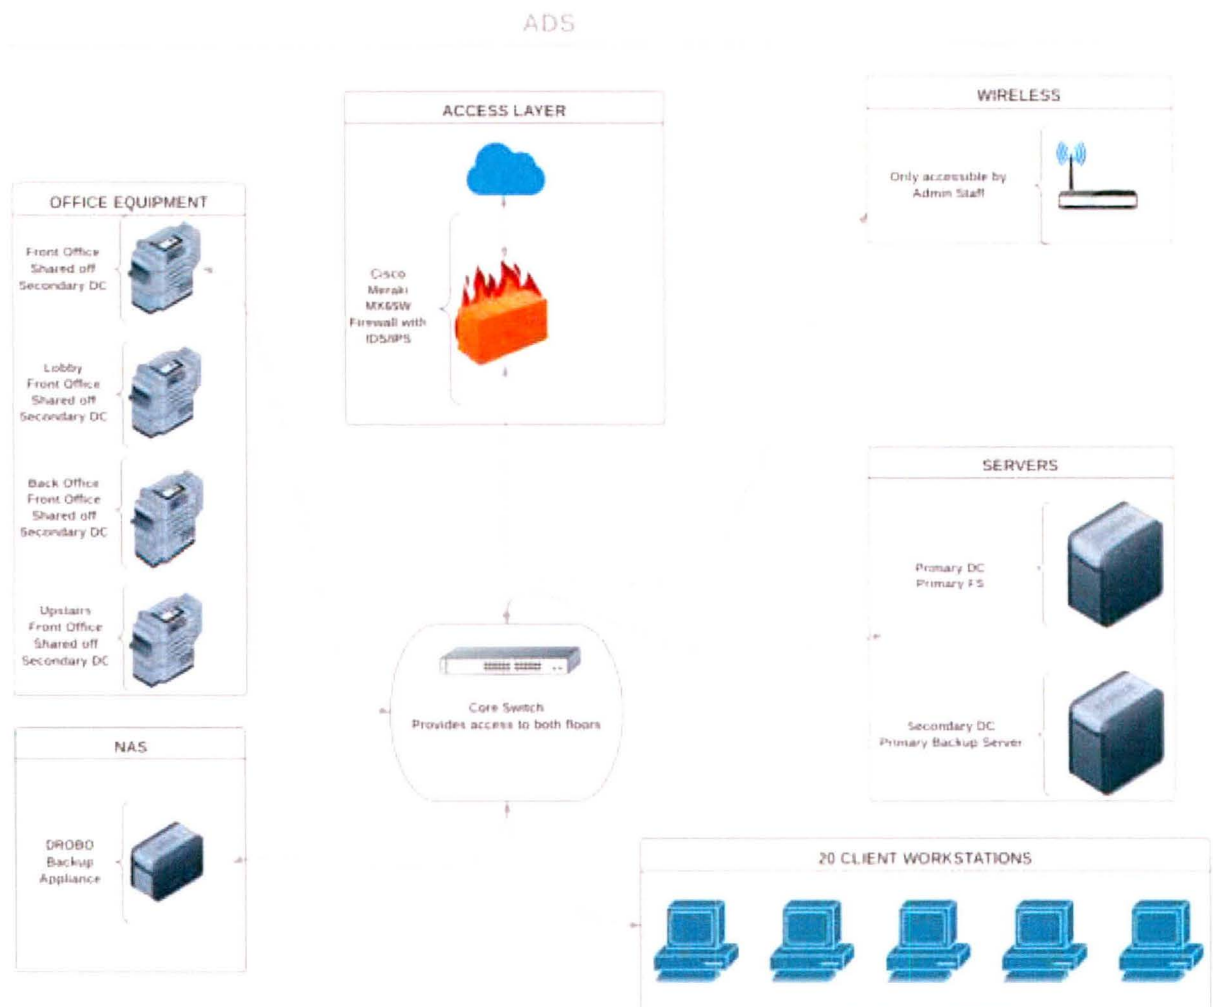 ADS
ACCESS LAYER
Cisco
Meraki
MX65W
Firewall with
IDS/IPS
WIRELESS
Only accessible by
Admin Staff
OFFICE EQUIPMENT
Front Office
Shared off
Secondary DC
Lobby
Front Office
Shared off
Secondary DC
Back Office
Front Office
Shared off
Secondary DC
Upstairs
Front Office
Shared off
Secondary DC
SERVERS
Primary DC
Primary FS
Secondary DC
Primary Backup Server
Core Switch
Provides access to both floors
NAS
DROBO
Backup
Appliance
20 CLIENT WORKSTATIONS